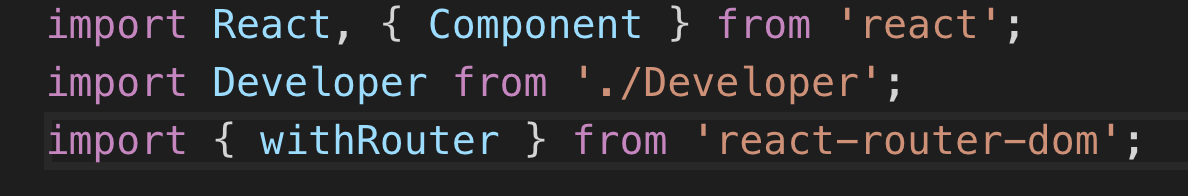 import React, { Component } from 'react';
import Developer from './Developer';
import { withRouter } from 'react-router-dom';